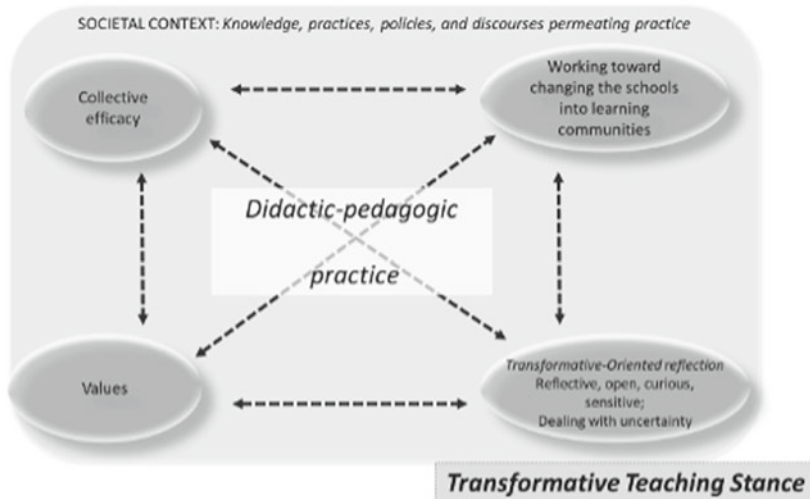 SOCIETAL CONTEXT: Knowledge, practices, policies, and discourses permeating practice
Collective
efficacy
Working toward
changing the schools
into learning
communities
Didactic-pedagogic
practice
Values
Transformative-Oriented reflection
Reflective, open, curious,
sensitive;
Dealing with uncertainty
Transformative Teaching Stance